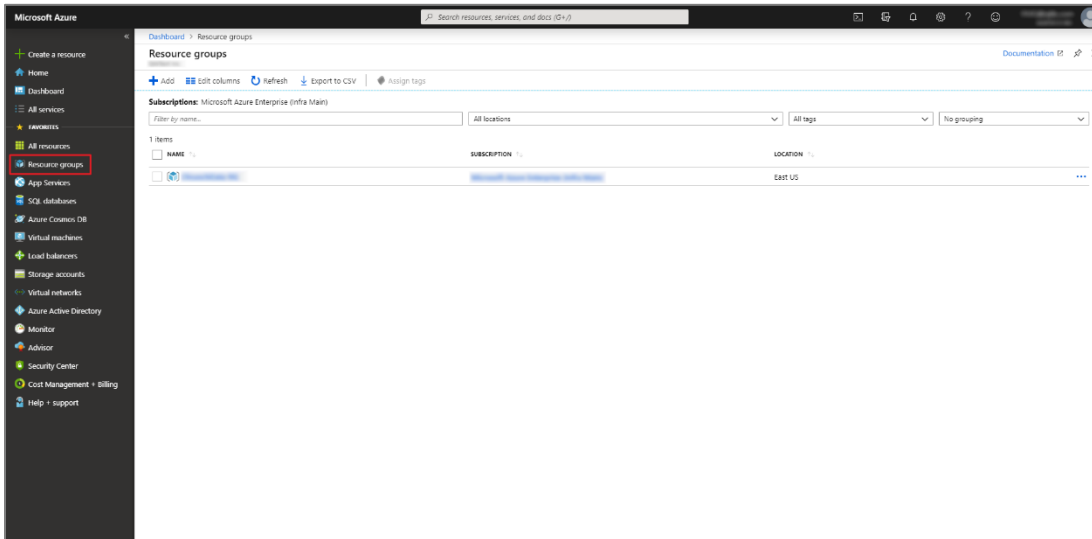 Microsoft Azure
Search resources, services, and docs (G+/)
«
Dashboard > Resource groups
Resource groups
Documentation
Add
Edit columns
Refresh
Export to CSV
Assign tags
Subscriptions: Microsoft Azure Enterprise (Infra Main)
Filter by name...
All locations
All tags
No grouping
1 items
NAME
SUBSCRIPTION
LOCATION
East US
Create a resource
Home
Dashboard
All services
FAVORITES
All resources
Resource groups
App Services
SQL databases
Azure Cosmos DB
Virtual machines
Load balancers
Storage accounts
Virtual networks
Azure Active Directory
Monitor
Advisor
Security Center
Cost Management + Billing
Help + support